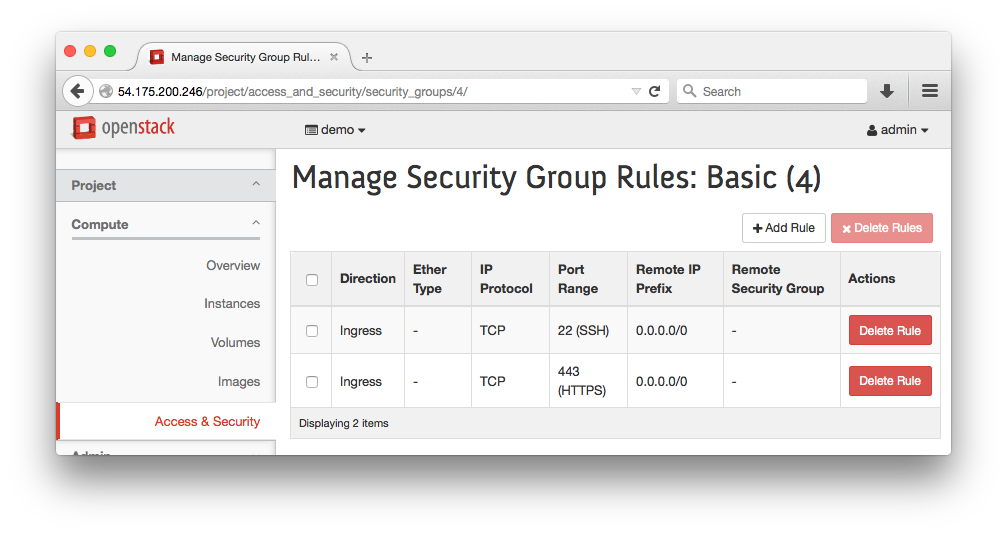 Manage Security Group Rul...
54.175.200.246/project/access_and_security/security_groups/4/
Search
openstack
demo
admin
Project
Compute
Overview
Instances
Volumes
Images
Access & Security
Admin
Manage Security Group Rules: Basic (4)
Add Rule
Delete Rules
Direction
Ether
Type
IP
Protocol
Port
Range
Remote IP
Prefix
Remote
Security Group
Actions
Ingress - TCP 22 (SSH) 0.0.0.0/0 - Delete Rule
Ingress - TCP 443
(HTTPS) 0.0.0.0/0 - Delete Rule
Displaying 2 items